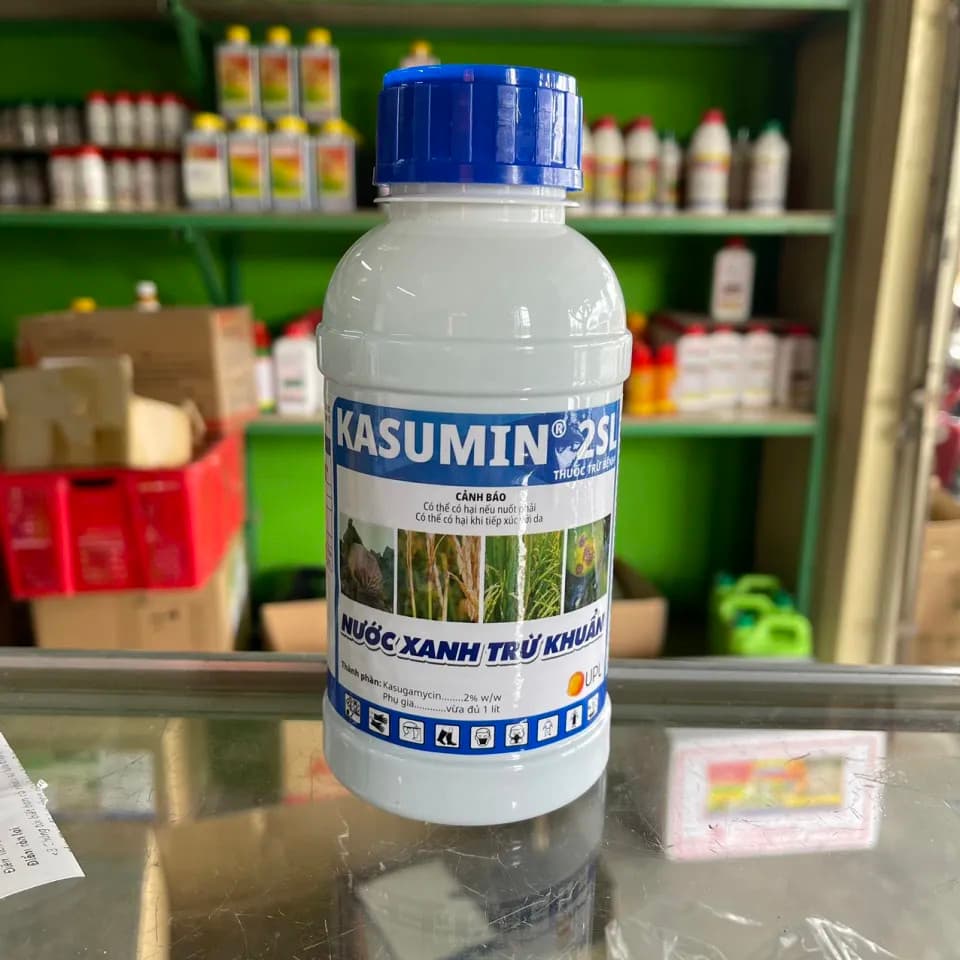 KASUMIN® 2SL
THUỐC TRỪ BỆNH
CẢNH BÁO
Có thể có hại nếu nuốt phải
Có thể có hại khi tiếp xúc với da
NƯỚC XANH TRỪ KHUẨN
Thành phần: Kasugamycin........2% w/w
Phụ gia............vừa đủ 1 lít
UPL